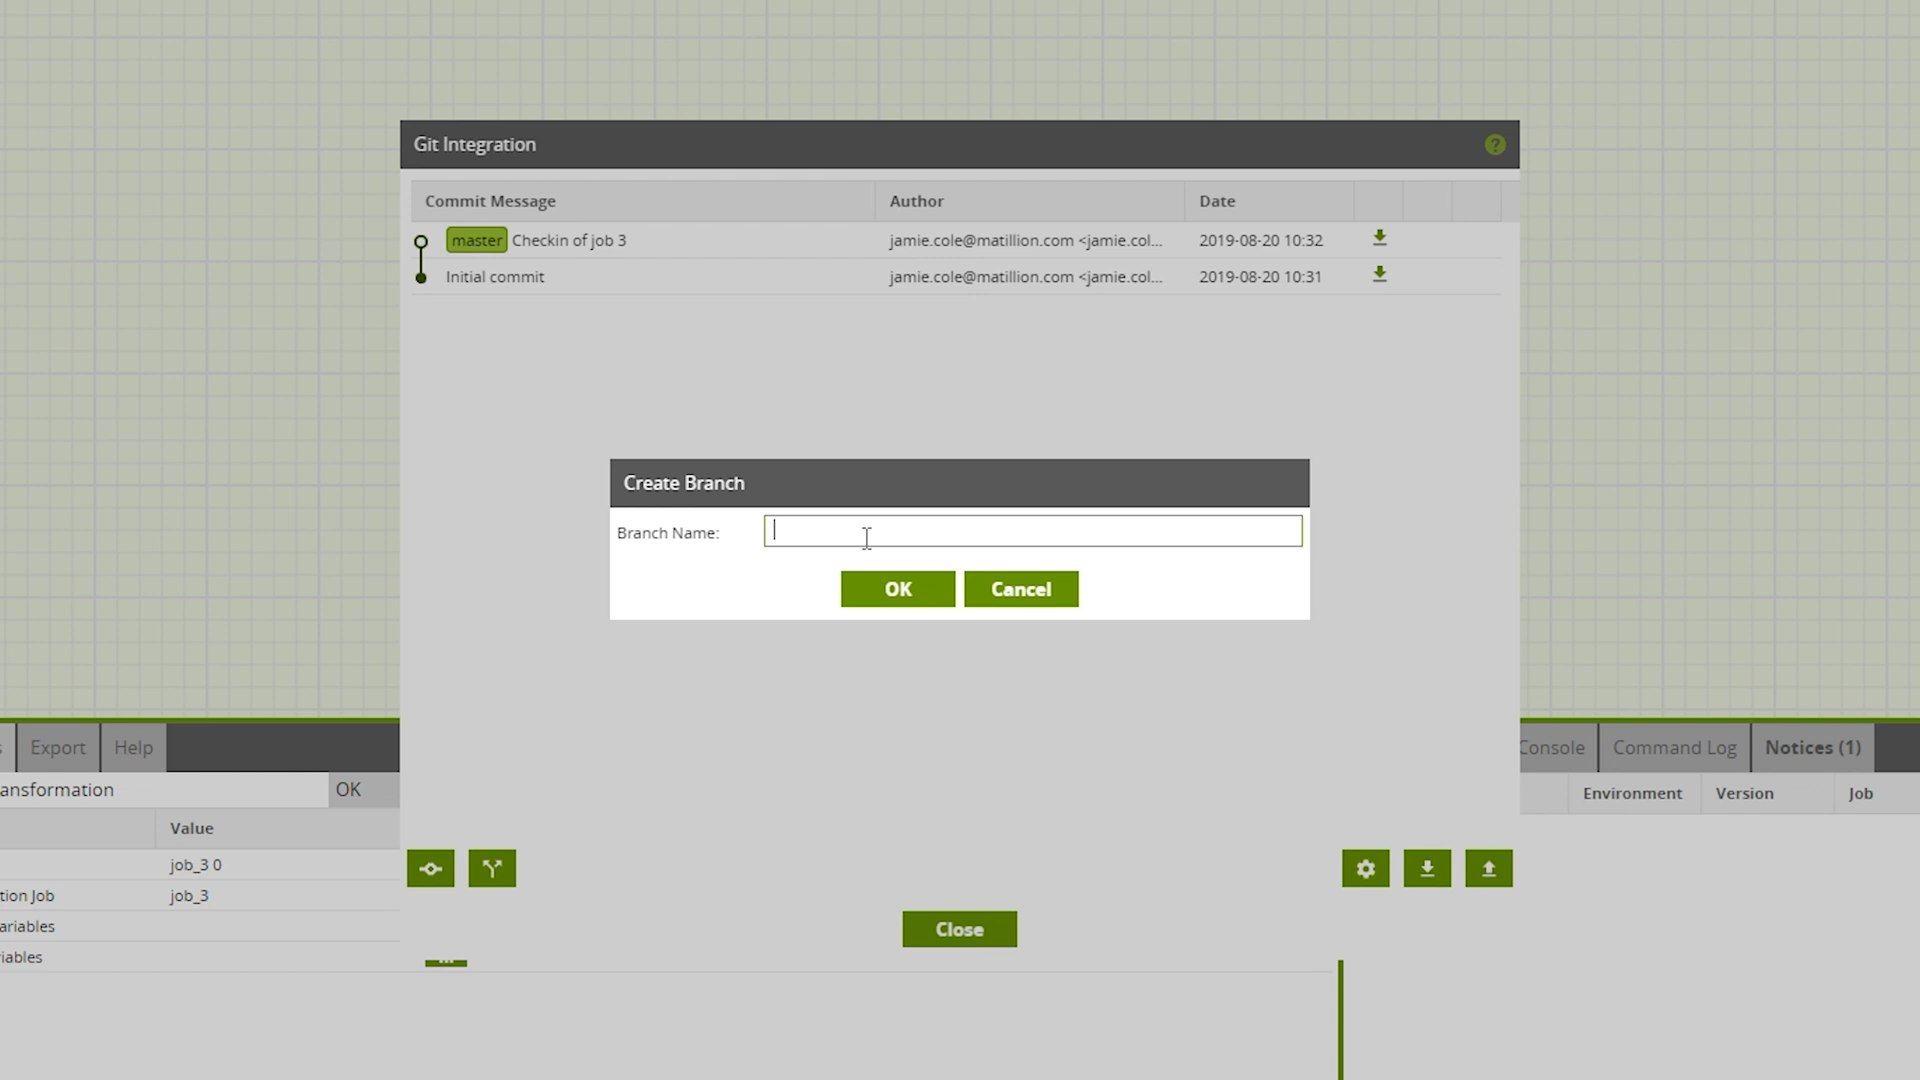 Git Integration
?
Commit Message Author Date
master Checkin of job 3 jamie.cole@matillion.com <jamie.col... 2019-08-20 10:32
Initial commit jamie.cole@matillion.com <jamie.col... 2019-08-20 10:31
Create Branch
Branch Name:
OK Cancel
s Export Help Console Command Log Notices (1)
ansformation OK Environment Version Job
Value
job_3 0
tion Job job_3
ariables
iables
Close